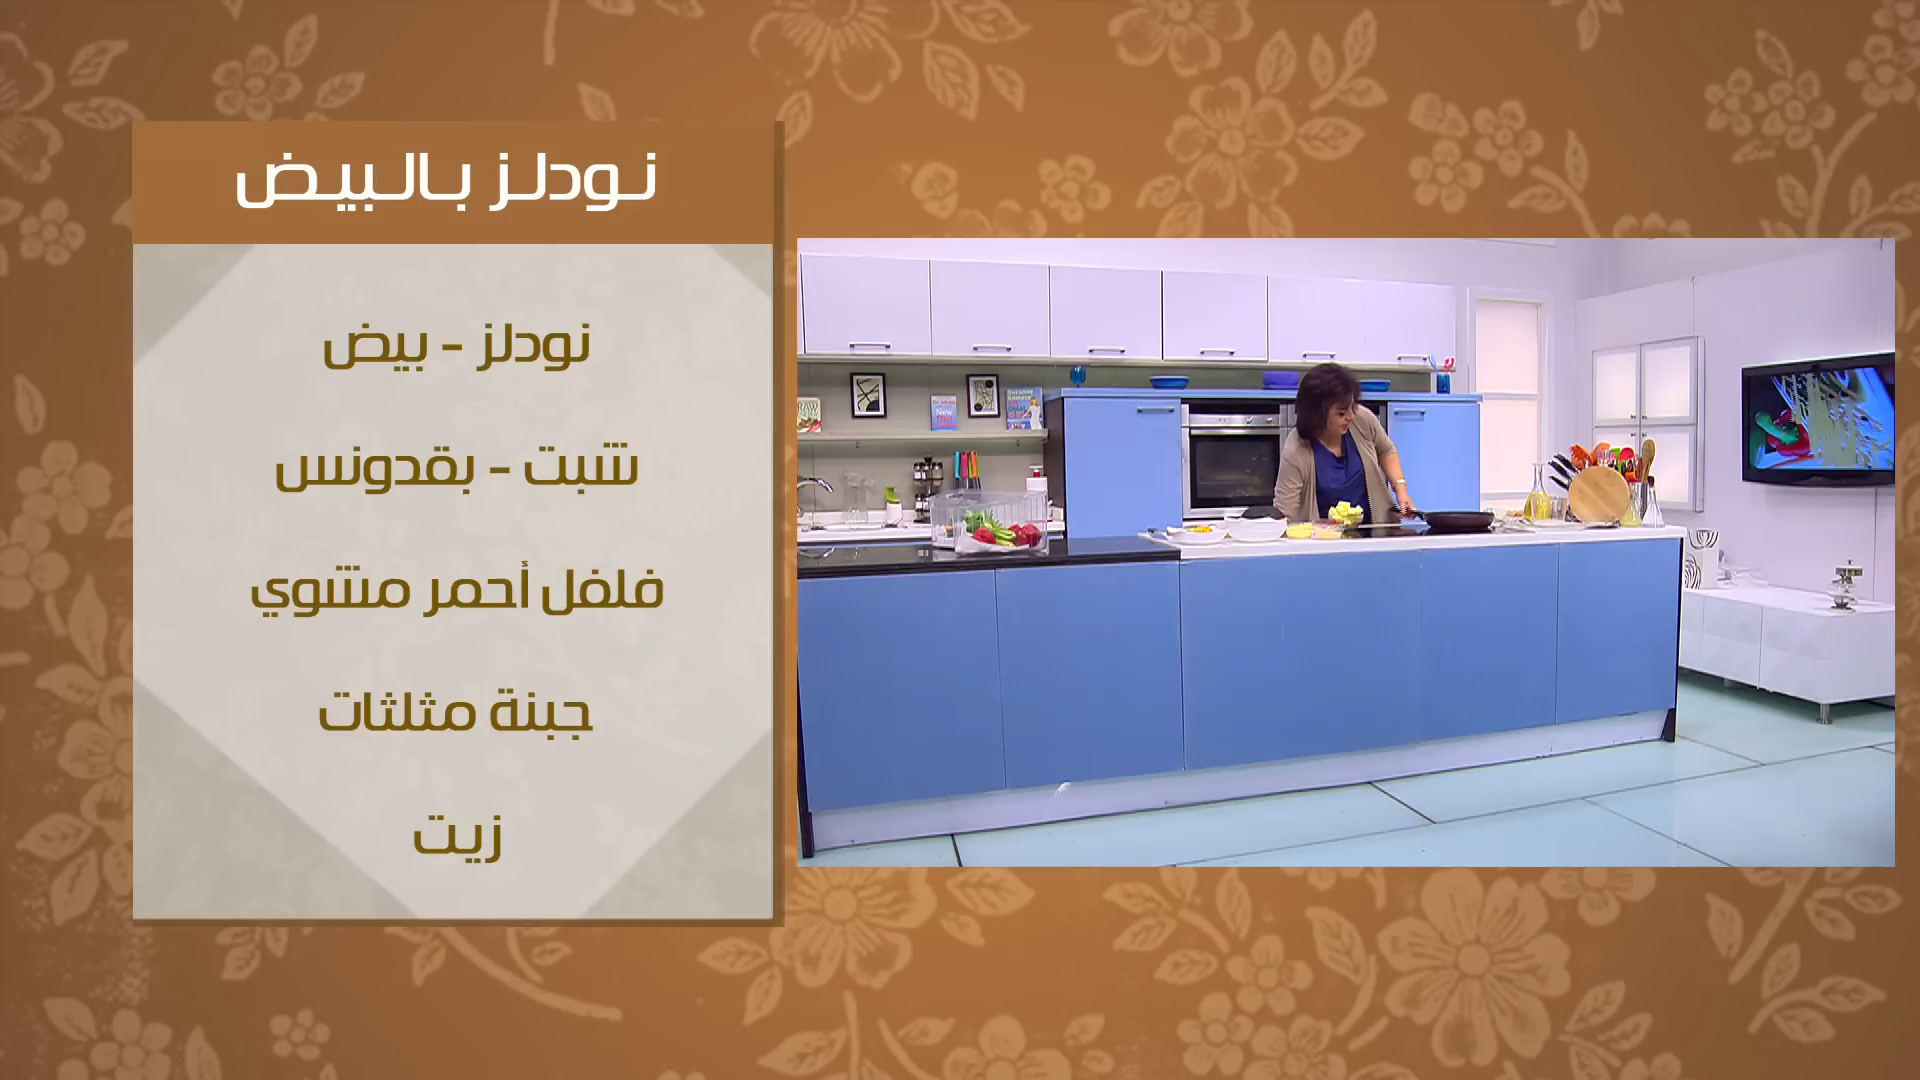 نودلز بالبيض
نودلز - بيض
شبت - بقدونس
فلفل أحمر مشوي
جبنة مثلثات
زيت